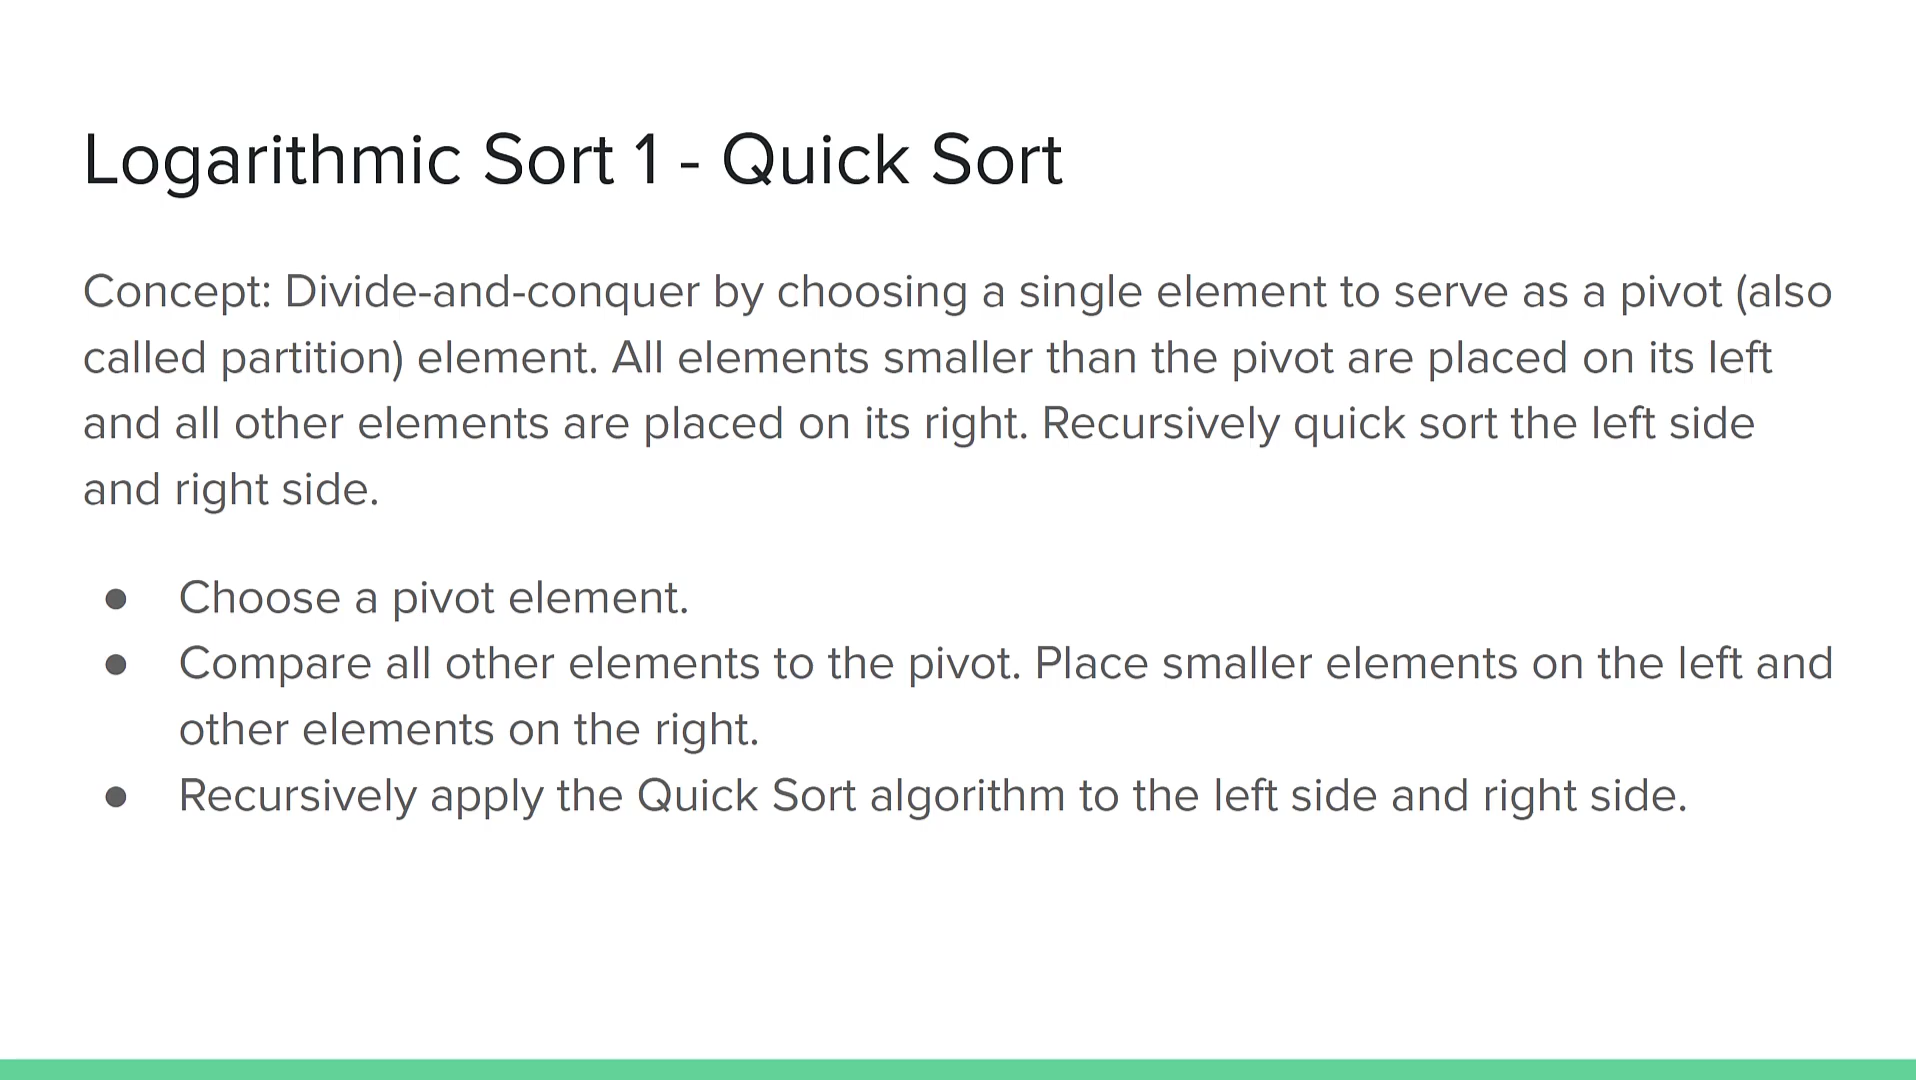 Logarithmic Sort 1 - Quick Sort
Concept: Divide-and-conquer by choosing a single element to serve as a pivot (also
called partition) element. All elements smaller than the pivot are placed on its left
and all other elements are placed on its right. Recursively quick sort the left side
and right side.
● Choose a pivot element.
● Compare all other elements to the pivot. Place smaller elements on the left and
other elements on the right.
● Recursively apply the Quick Sort algorithm to the left side and right side.